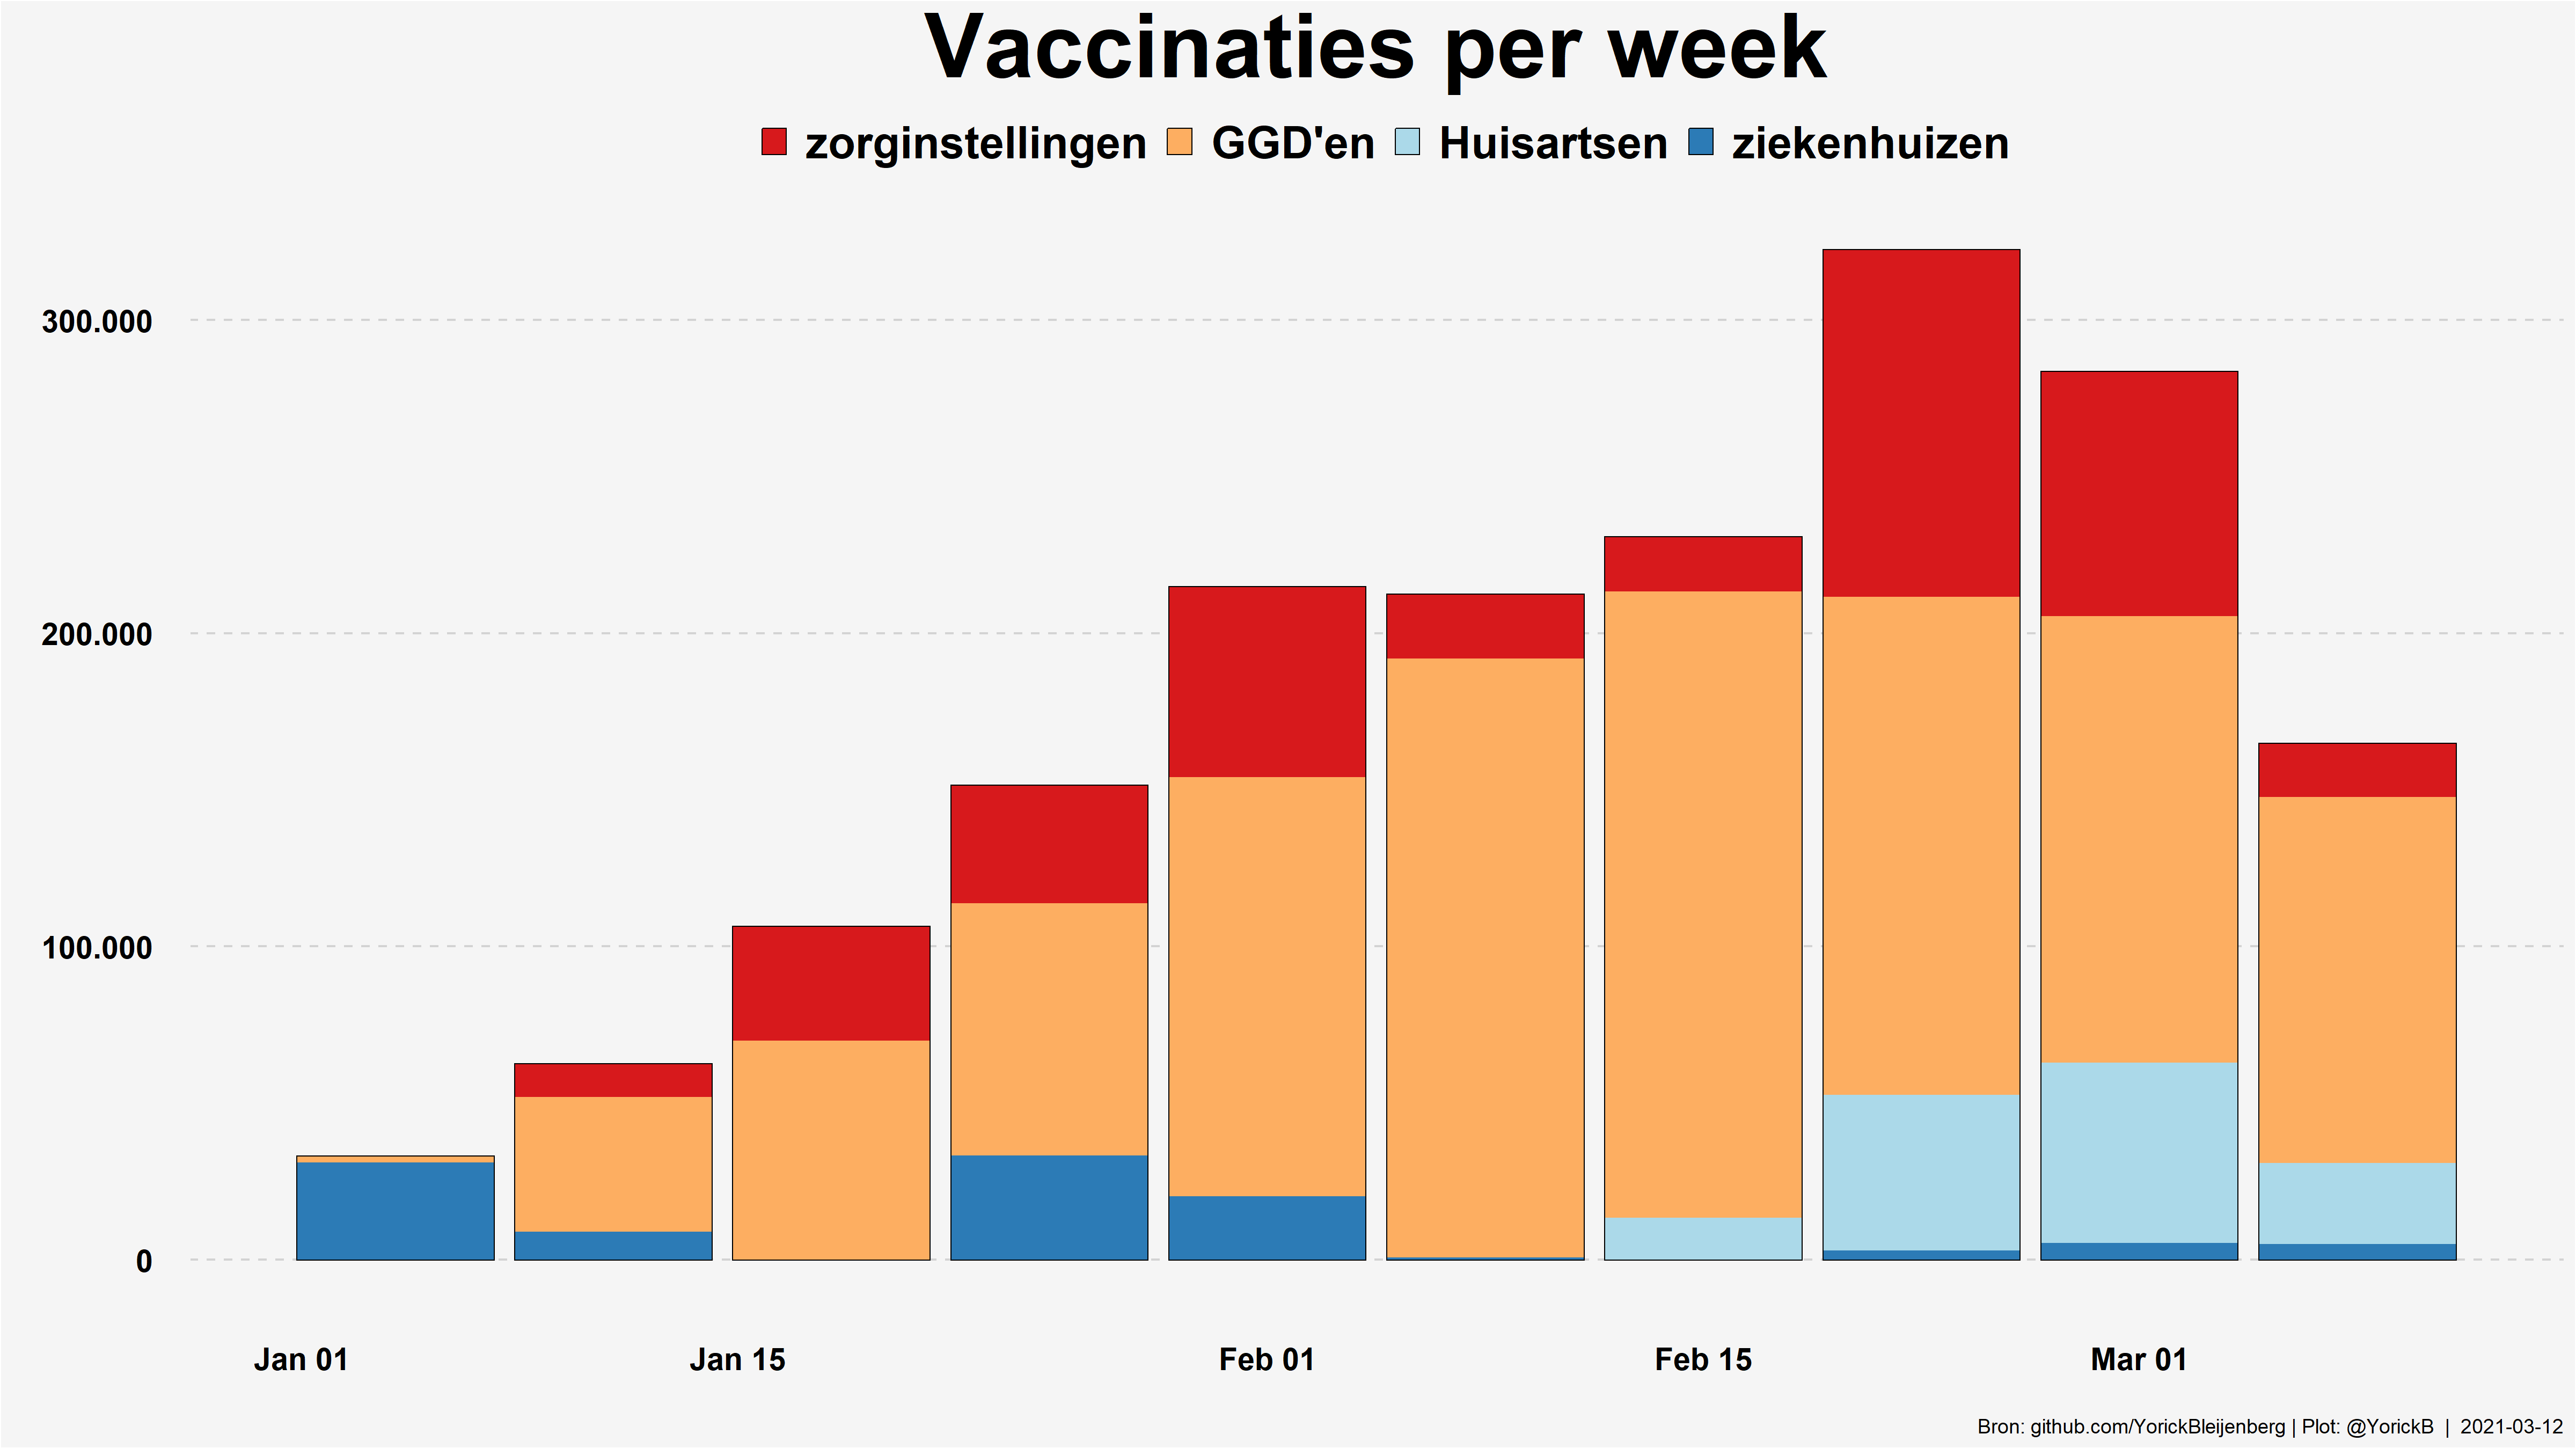 Vaccinaties per week
zorginstellingen GGD'en Huisartsen ziekenhuizen
300.000
200.000
100.000
0
Jan 01 Jan 15 Feb 01 Feb 15 Mar 01
Bron: github.com/YorickBleijenberg | Plot: @YorickB | 2021-03-12